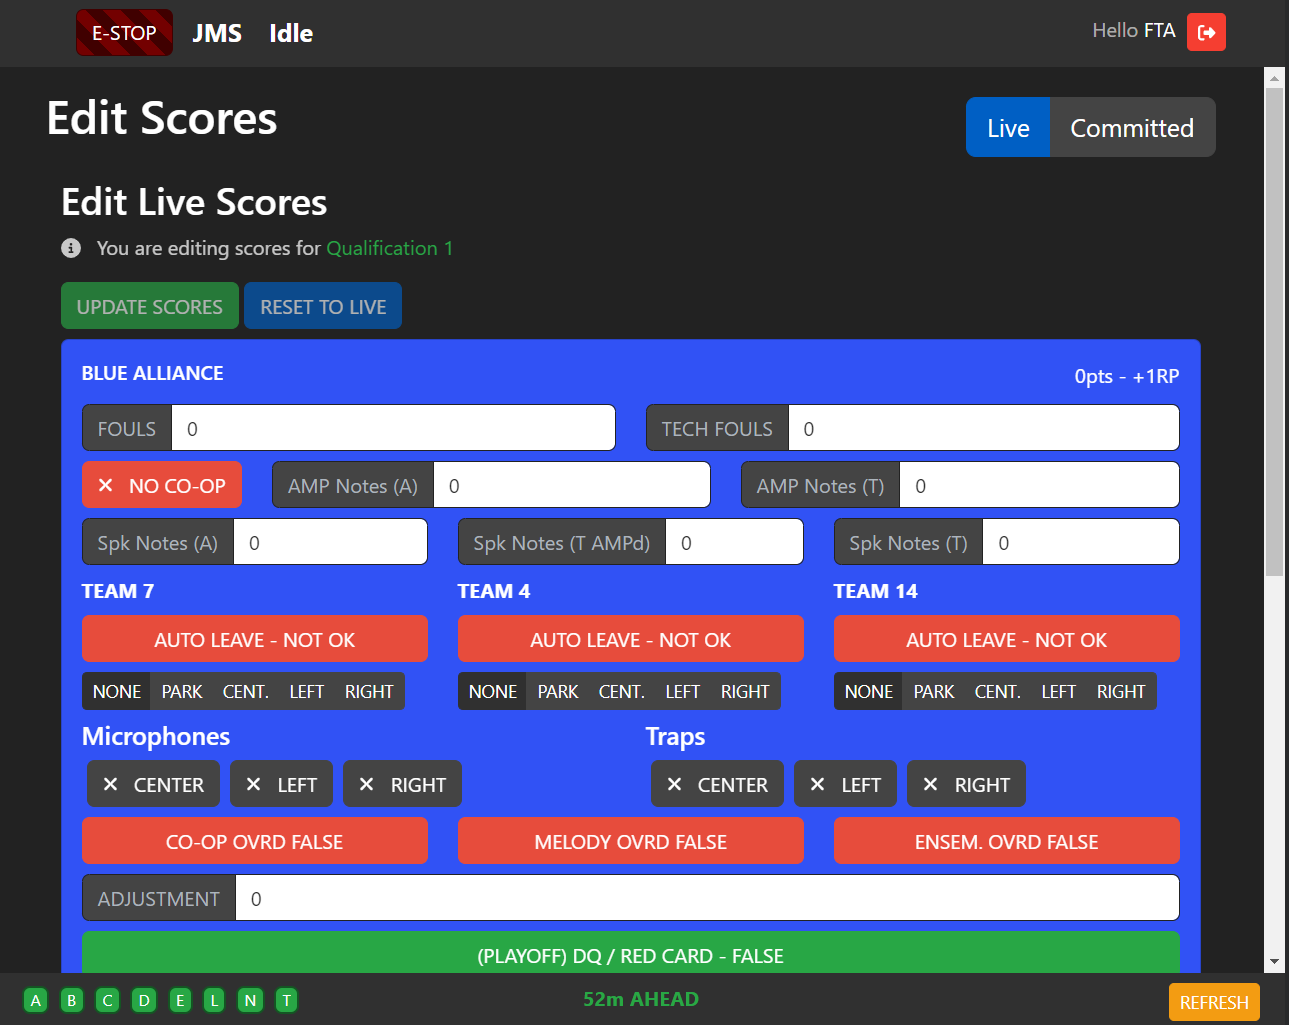 E-STOP JMS Idle Hello FTA
Edit Scores Live Committed
Edit Live Scores
You are editing scores for Qualification 1
UPDATE SCORES RESET TO LIVE
BLUE ALLIANCE 0pts - +1RP
FOULS 0 TECH FOULS 0
NO CO-OP AMP Notes (A) 0 AMP Notes (T) 0
Spk Notes (A) 0 Spk Notes (T AMPd) 0 Spk Notes (T) 0
TEAM 7 TEAM 4 TEAM 14
AUTO LEAVE - NOT OK AUTO LEAVE - NOT OK AUTO LEAVE - NOT OK
NONE PARK CENT. LEFT RIGHT NONE PARK CENT. LEFT RIGHT NONE PARK CENT. LEFT RIGHT
Microphones Traps
CENTER LEFT RIGHT CENTER LEFT RIGHT
CO-OP OVRD FALSE MELODY OVRD FALSE ENSEM. OVRD FALSE
ADJUSTMENT 0
(PLAYOFF) DQ / RED CARD - FALSE
A B C D E L N T 52m AHEAD REFRESH